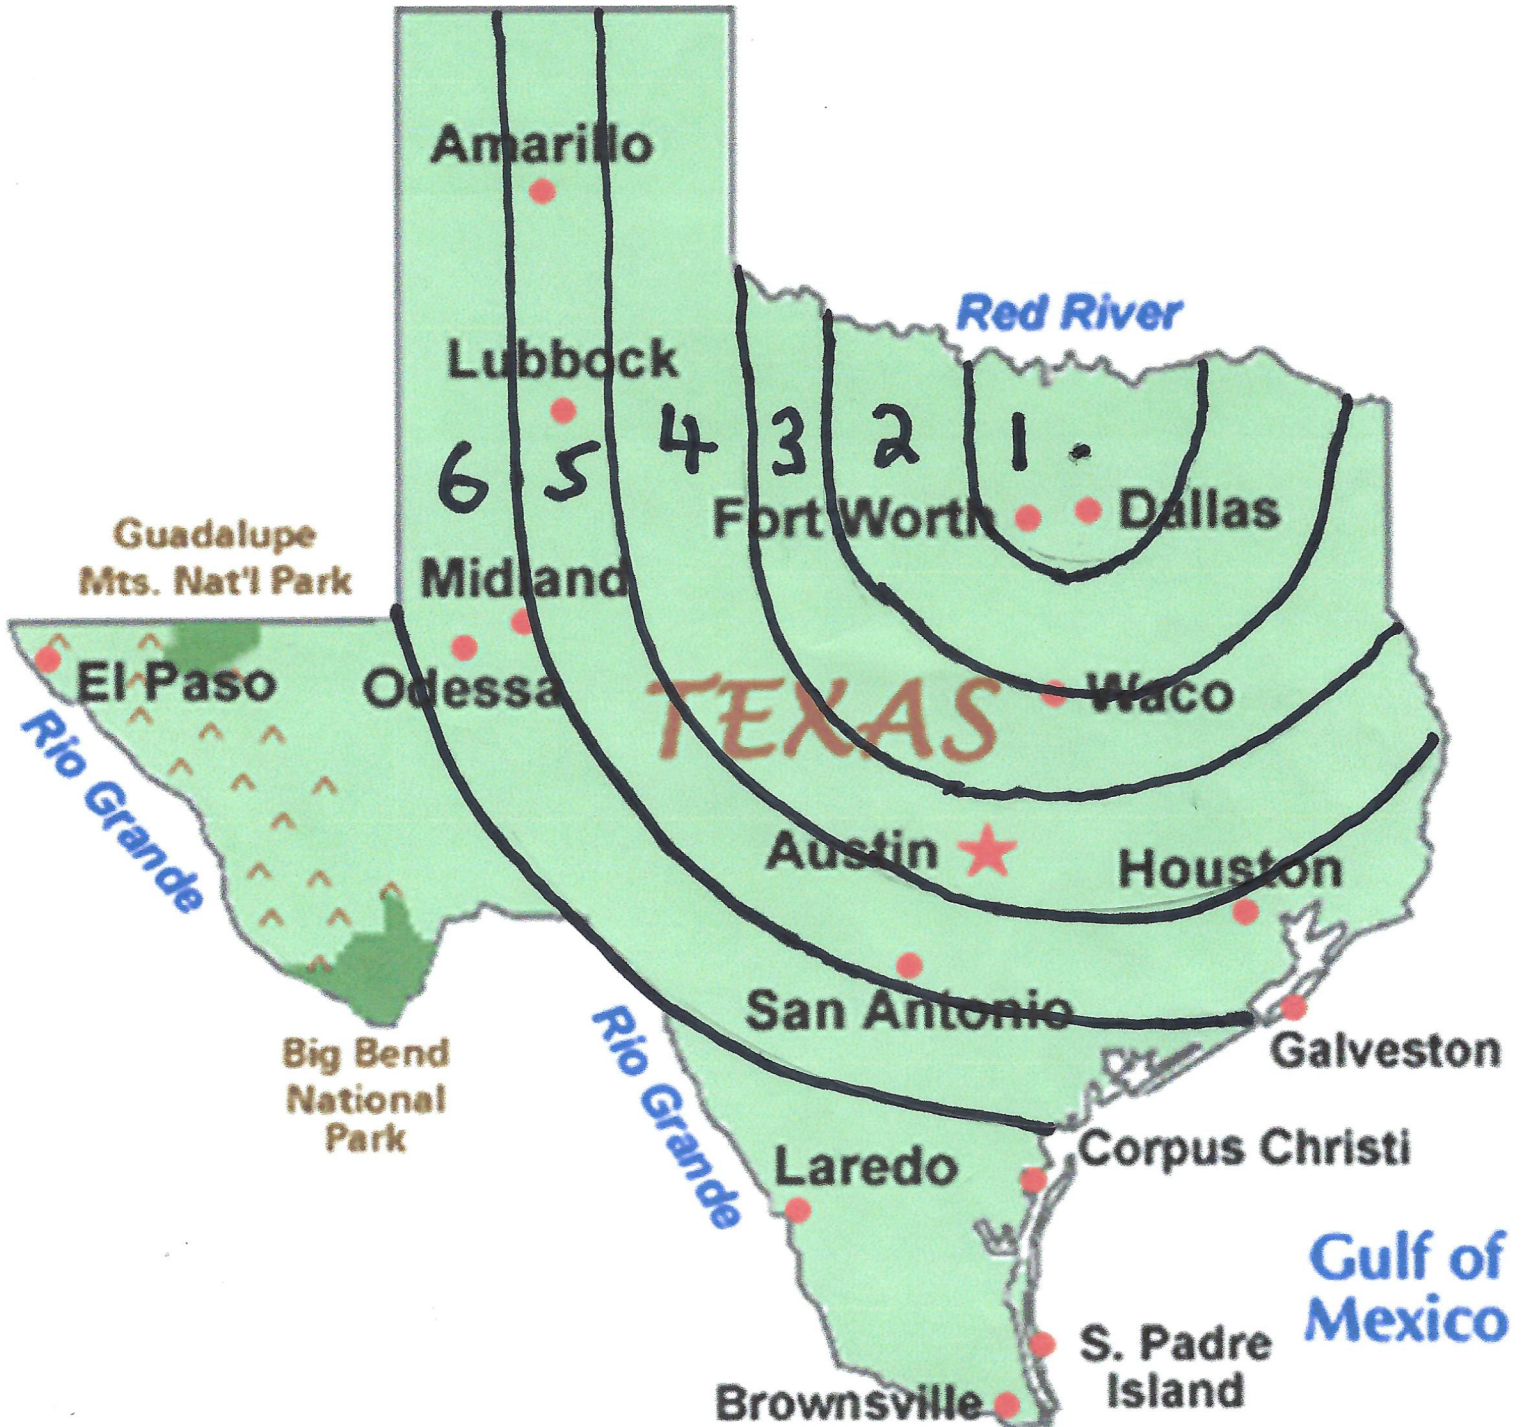 Amarillo
Red River
Lubbock
6 5 4 3 2 1 .
Fort Worth
Dallas
Guadalupe
Mts. Nat'l Park
Midland
El Paso
Odessa
TEXAS
Waco
Rio Grande
Austin
Houston
San Antonio
Galveston
Big Bend
National
Park
Rio Grande
Laredo
Corpus Christi
Gulf of
Mexico
S. Padre
Island
Brownsville